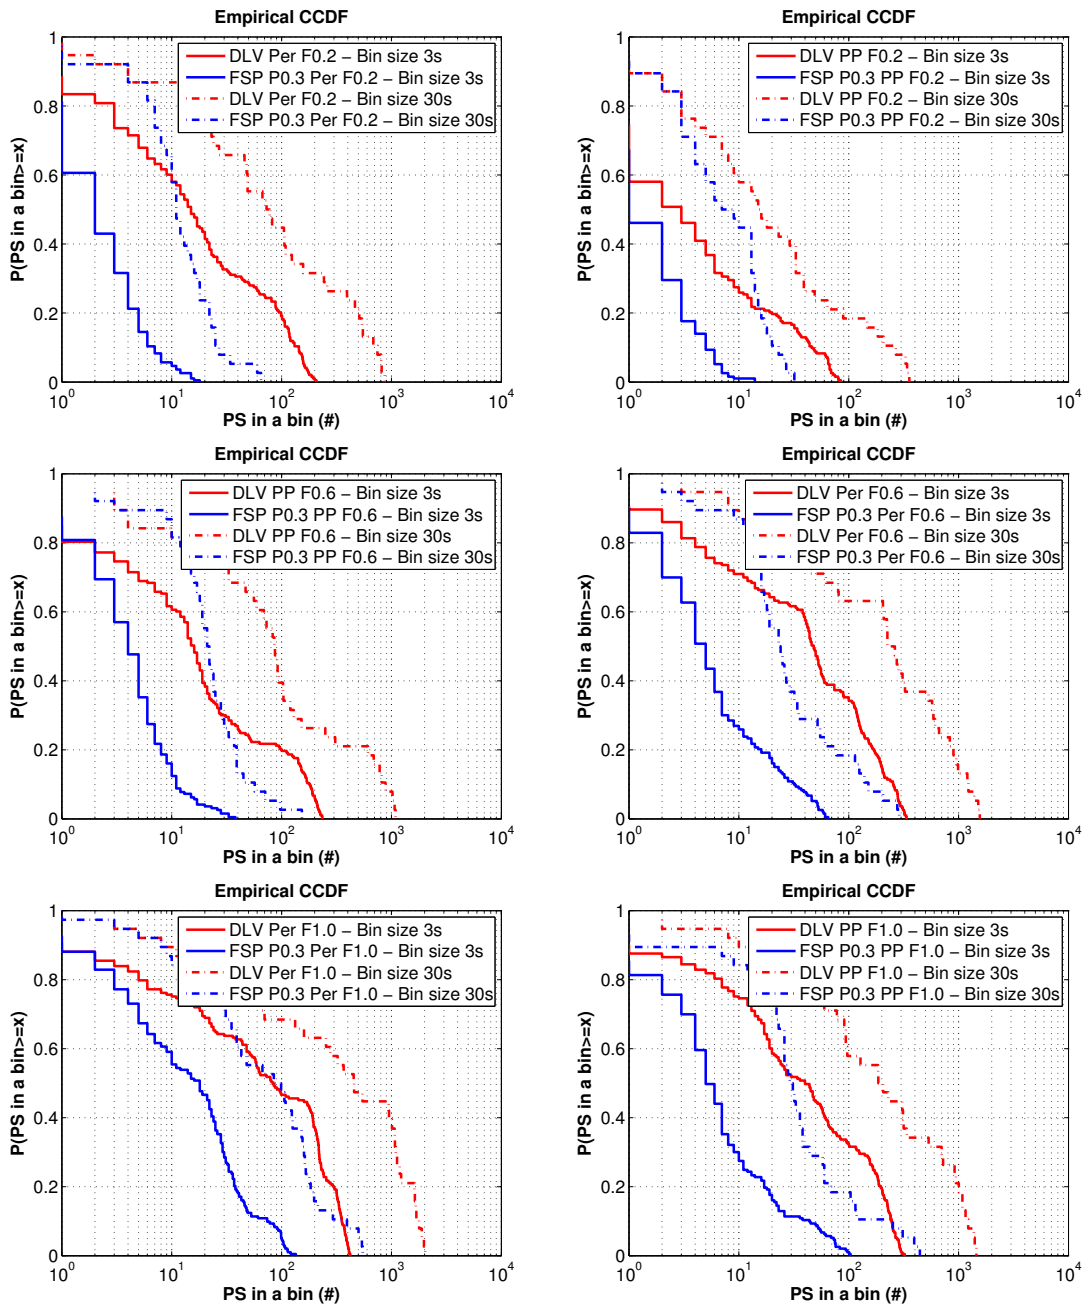 Empirical CCDF
1
0.8
0.6
0.4
0.2
0
P(PS in a bin>=x)
DLV Per F0.2 – Bin size 3s
FSP P0.3 Per F0.2 – Bin size 3s
DLV Per F0.2 – Bin size 30s
FSP P0.3 Per F0.2 – Bin size 30s
10^0 10^1 10^2 10^3 10^4
PS in a bin (#)
Empirical CCDF
1
0.8
0.6
0.4
0.2
0
P(PS in a bin>=x)
DLV PP F0.2 – Bin size 3s
FSP P0.3 PP F0.2 – Bin size 3s
DLV PP F0.2 – Bin size 30s
FSP P0.3 PP F0.2 – Bin size 30s
10^0 10^1 10^2 10^3 10^4
PS in a bin (#)
Empirical CCDF
1
0.8
0.6
0.4
0.2
0
P(PS in a bin>=x)
DLV PP F0.6 – Bin size 3s
FSP P0.3 PP F0.6 – Bin size 3s
DLV PP F0.6 – Bin size 30s
FSP P0.3 PP F0.6 – Bin size 30s
10^0 10^1 10^2 10^3 10^4
PS in a bin (#)
Empirical CCDF
1
0.8
0.6
0.4
0.2
0
P(PS in a bin>=x)
DLV Per F0.6 – Bin size 3s
FSP P0.3 Per F0.6 – Bin size 3s
DLV Per F0.6 – Bin size 30s
FSP P0.3 Per F0.6 – Bin size 30s
10^0 10^1 10^2 10^3 10^4
PS in a bin (#)
Empirical CCDF
1
0.8
0.6
0.4
0.2
0
P(PS in a bin>=x)
DLV Per F1.0 – Bin size 3s
FSP P0.3 Per F1.0 – Bin size 3s
DLV Per F1.0 – Bin size 30s
FSP P0.3 Per F1.0 – Bin size 30s
10^0 10^1 10^2 10^3 10^4
PS in a bin (#)
Empirical CCDF
1
0.8
0.6
0.4
0.2
0
P(PS in a bin>=x)
DLV PP F1.0 – Bin size 3s
FSP P0.3 PP F1.0 – Bin size 3s
DLV PP F1.0 – Bin size 30s
FSP P0.3 PP F1.0 – Bin size 30s
10^0 10^1 10^2 10^3 10^4
PS in a bin (#)